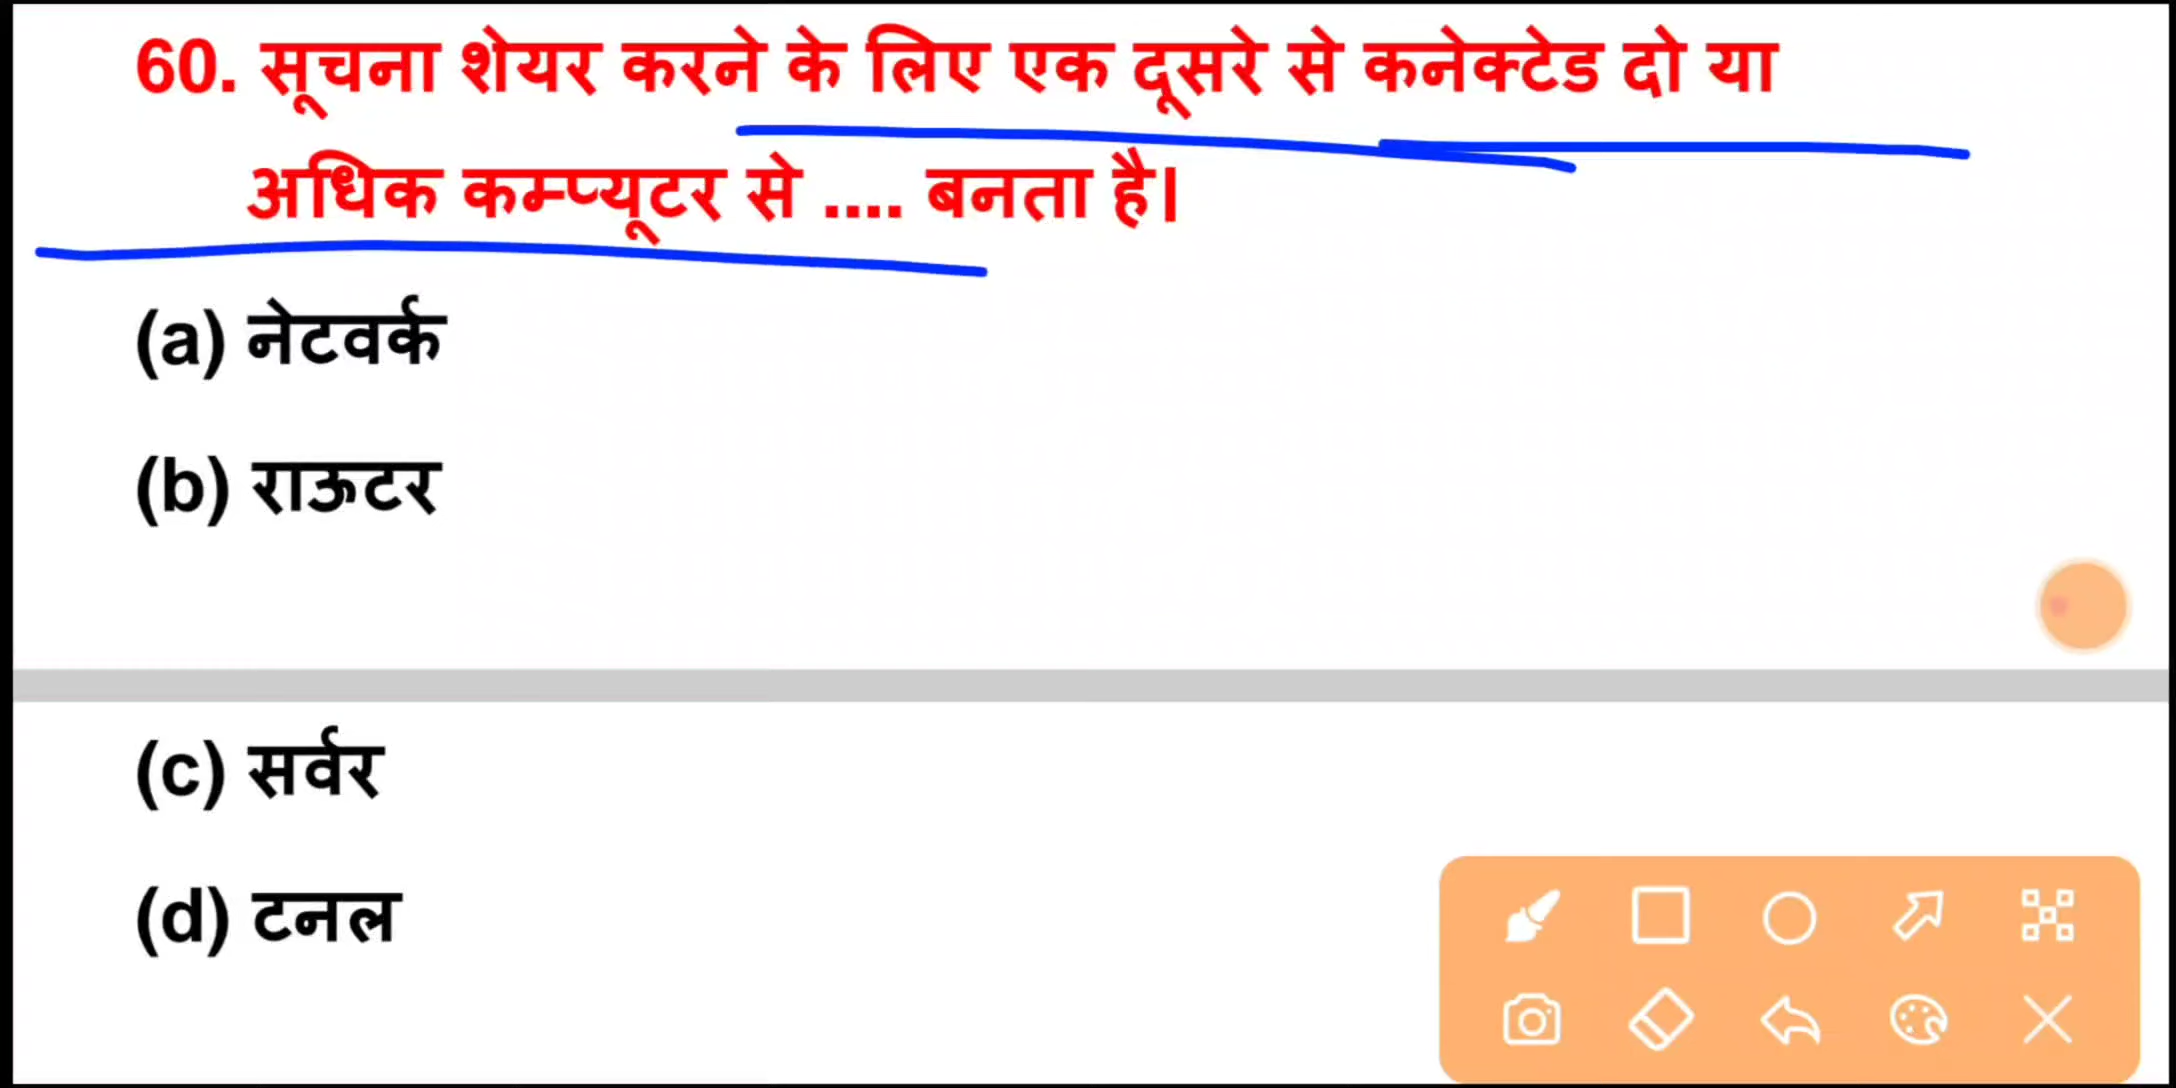 60. सूचना शेयर करने के लिए एक दूसरे से कनेक्टेड दो या
अधिक कम्प्यूटर से .... बनता है।
(a) नेटवर्क
(b) राऊटर
(c) सर्वर
(d) टनल